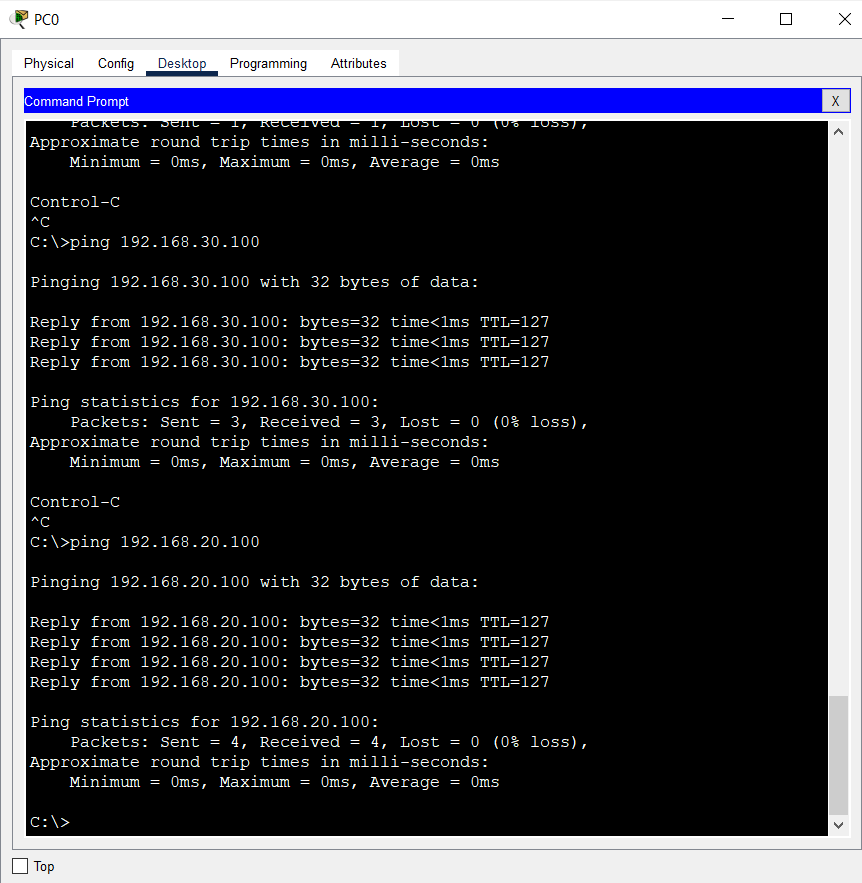 PC0
Physical Config Desktop Programming Attributes
Command Prompt
X
    Packets: Sent = 1, Received = 1, Lost = 0 (0% loss),
Approximate round trip times in milli-seconds:
    Minimum = 0ms, Maximum = 0ms, Average = 0ms
Control-C
^C
C:\>ping 192.168.30.100
Pinging 192.168.30.100 with 32 bytes of data:
Reply from 192.168.30.100: bytes=32 time<1ms TTL=127
Reply from 192.168.30.100: bytes=32 time<1ms TTL=127
Reply from 192.168.30.100: bytes=32 time<1ms TTL=127
Ping statistics for 192.168.30.100:
    Packets: Sent = 3, Received = 3, Lost = 0 (0% loss),
Approximate round trip times in milli-seconds:
    Minimum = 0ms, Maximum = 0ms, Average = 0ms
Control-C
^C
C:\>ping 192.168.20.100
Pinging 192.168.20.100 with 32 bytes of data:
Reply from 192.168.20.100: bytes=32 time<1ms TTL=127
Reply from 192.168.20.100: bytes=32 time<1ms TTL=127
Reply from 192.168.20.100: bytes=32 time<1ms TTL=127
Reply from 192.168.20.100: bytes=32 time<1ms TTL=127
Ping statistics for 192.168.20.100:
    Packets: Sent = 4, Received = 4, Lost = 0 (0% loss),
Approximate round trip times in milli-seconds:
    Minimum = 0ms, Maximum = 0ms, Average = 0ms
C:\>
Top